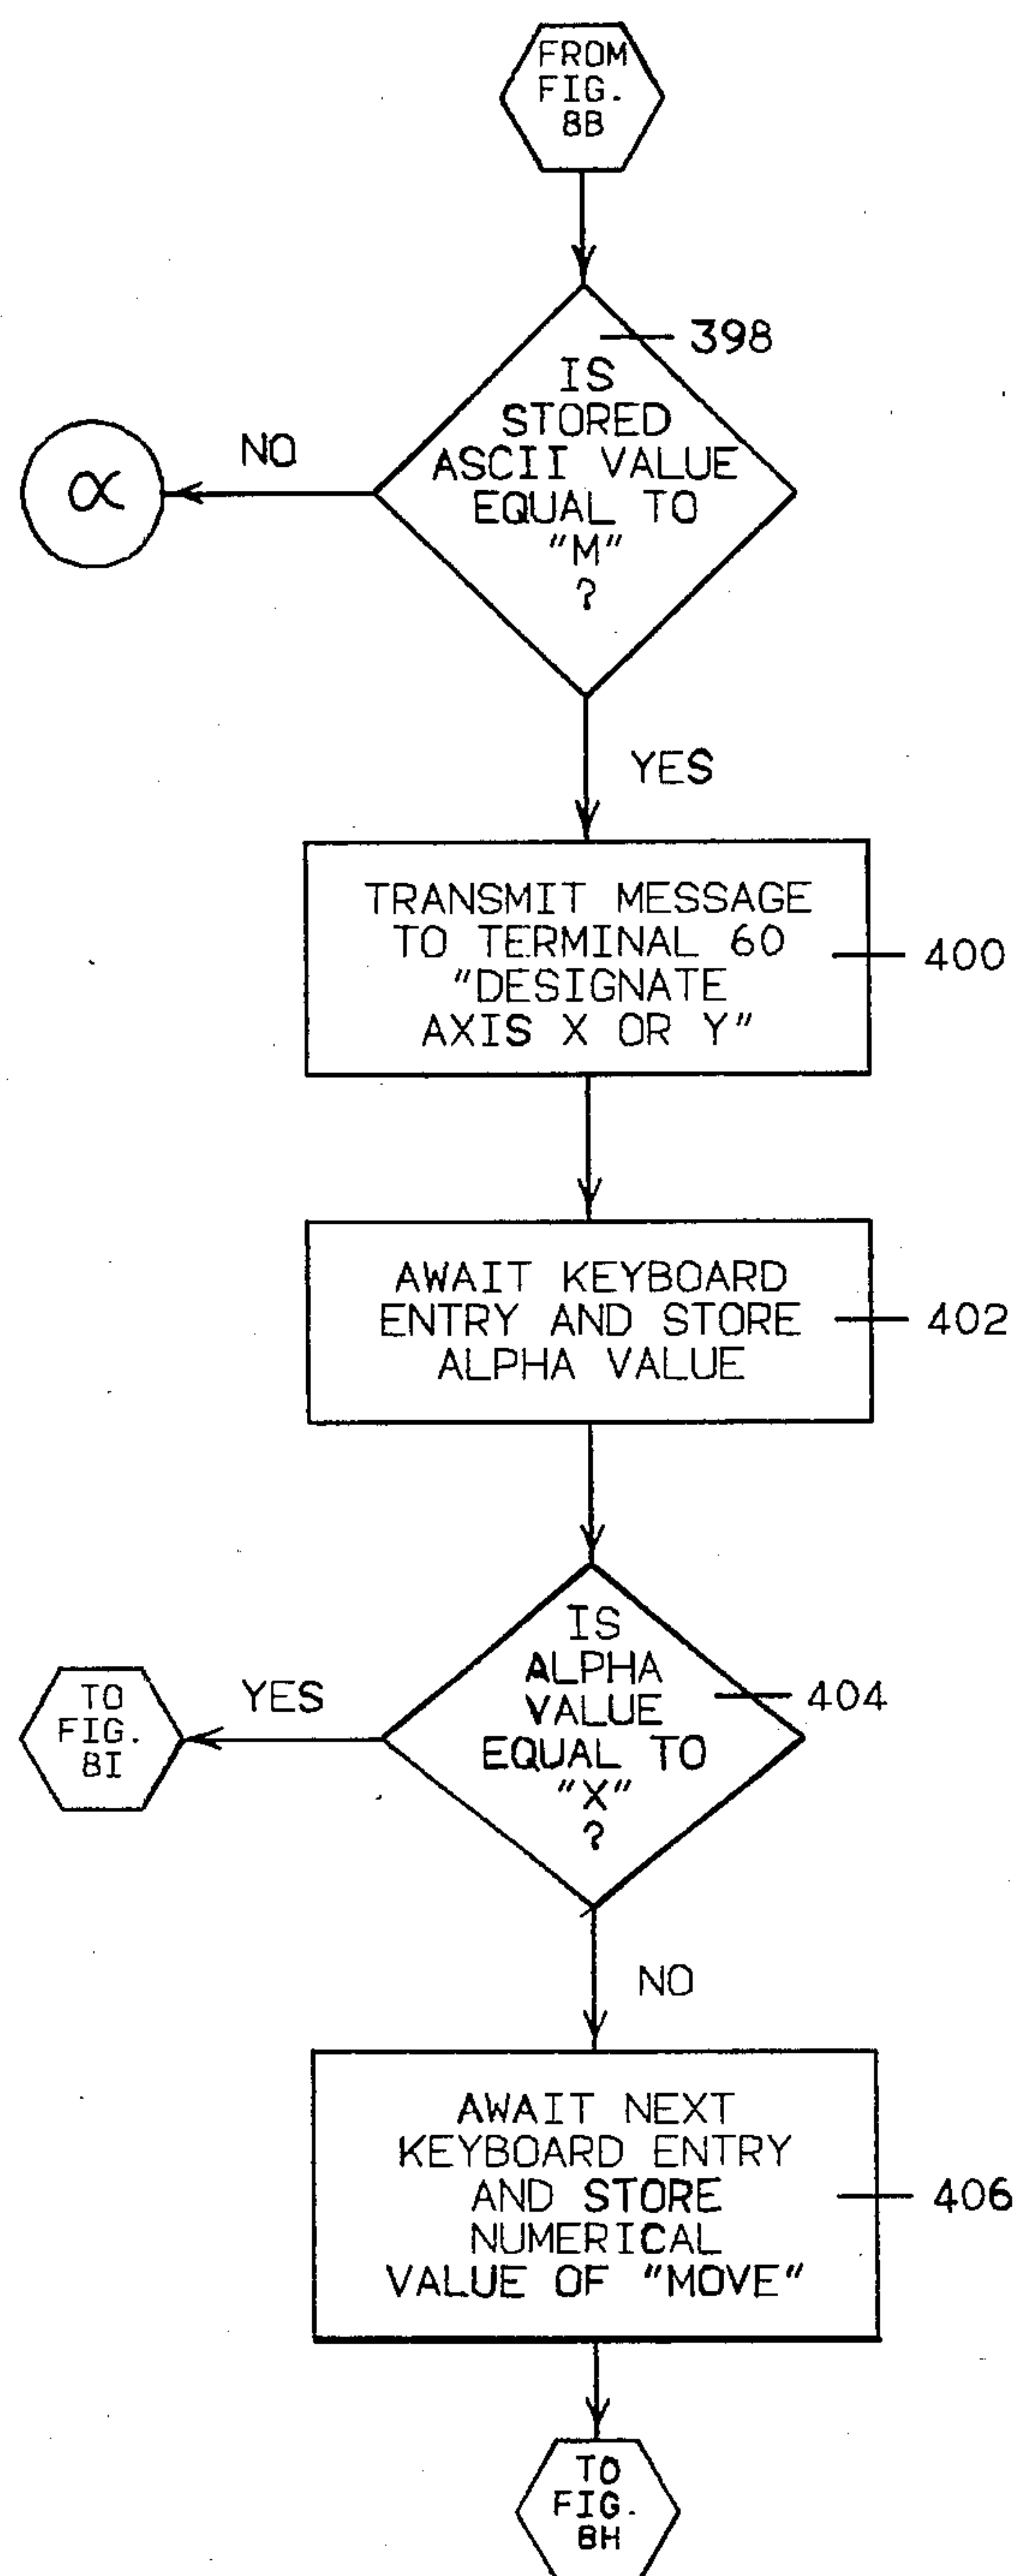 FROM
FIG.
8B
398
IS
STORED
ASCII VALUE
EQUAL TO
"M"
?
NO
∝
YES
TRANSMIT MESSAGE
TO TERMINAL 60
"DESIGNATE
AXIS X OR Y"
400
AWAIT KEYBOARD
ENTRY AND STORE
ALPHA VALUE
402
IS
ALPHA
VALUE
EQUAL TO
"X"
?
404
YES
TO
FIG.
8I
NO
AWAIT NEXT
KEYBOARD ENTRY
AND STORE
NUMERICAL
VALUE OF "MOVE"
406
TO
FIG.
8H